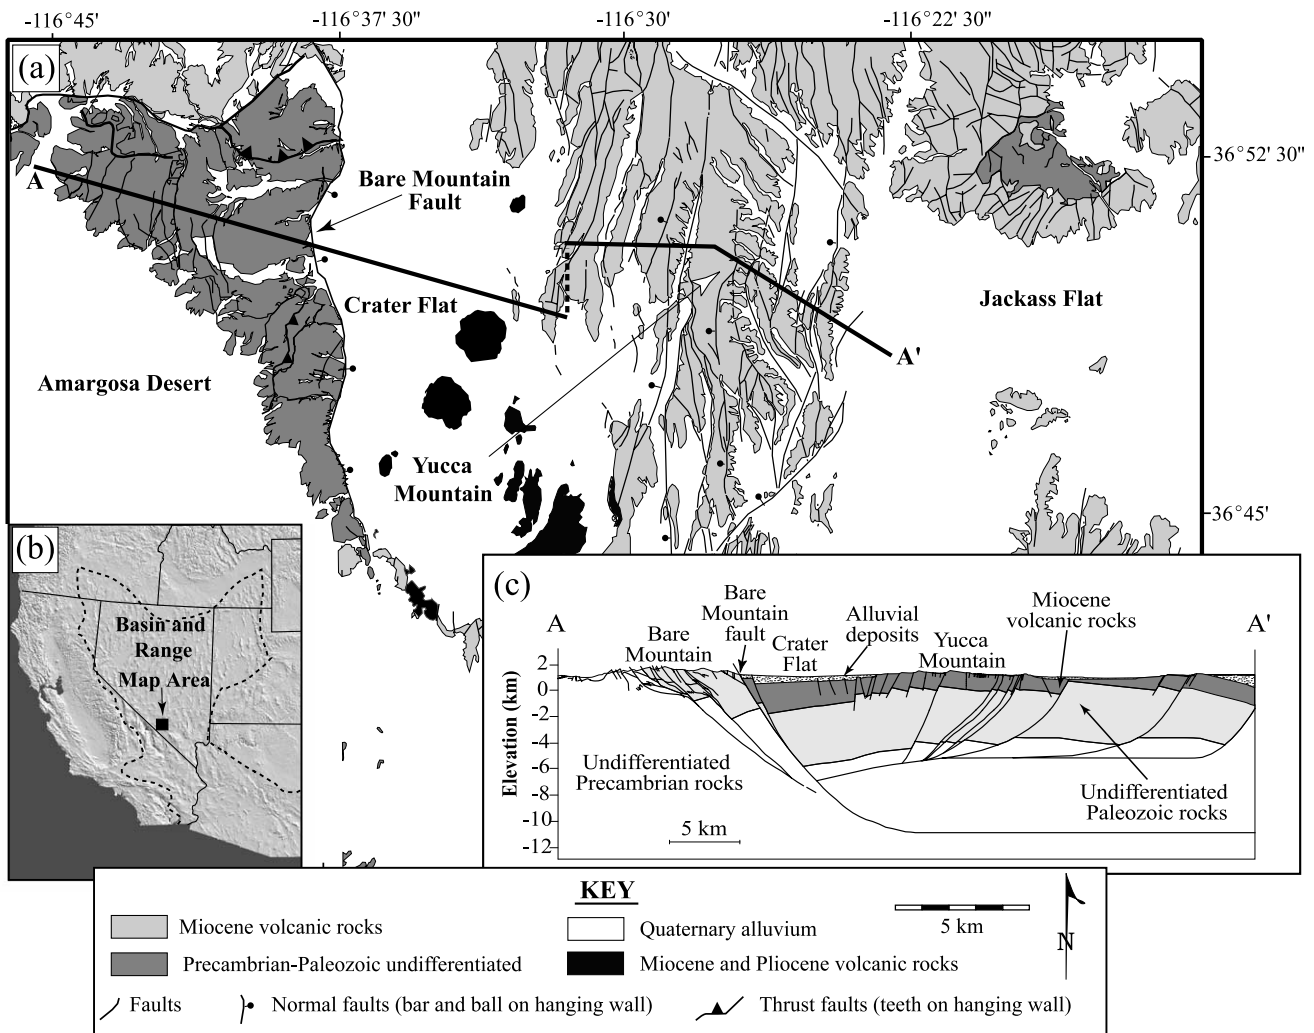 -116°45'
-116°37' 30"
-116°30'
-116°22' 30"
(a)
36°52' 30"
A
Bare Mountain
Fault
Crater Flat
Jackass Flat
A'
Amargosa Desert
Yucca
Mountain
36°45'
(b)
Basin and
Range
Map Area
(c)
A
Bare
Mountain
Bare
Mountain
fault
Crater
Flat
Alluvial
deposits
Yucca
Mountain
Miocene
volcanic rocks
A'
Elevation (km)
2
0
-2
-4
-6
-8
-10
-12
Undifferentiated
Precambrian rocks
Undifferentiated
Paleozoic rocks
5 km
KEY
Miocene volcanic rocks
Quaternary alluvium
5 km
N
Precambrian-Paleozoic undifferentiated
Miocene and Pliocene volcanic rocks
Faults
Normal faults (bar and ball on hanging wall)
Thrust faults (teeth on hanging wall)